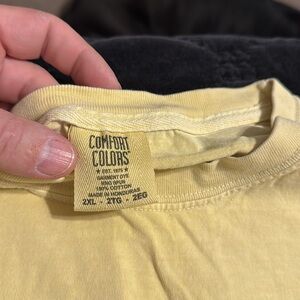 COMFORT
COLORS®
★ EST. 1975 ★
GARMENT DYE
RING SPUN
100% COTTON
MADE IN HONDURAS
2XL - 2TG - 2EG